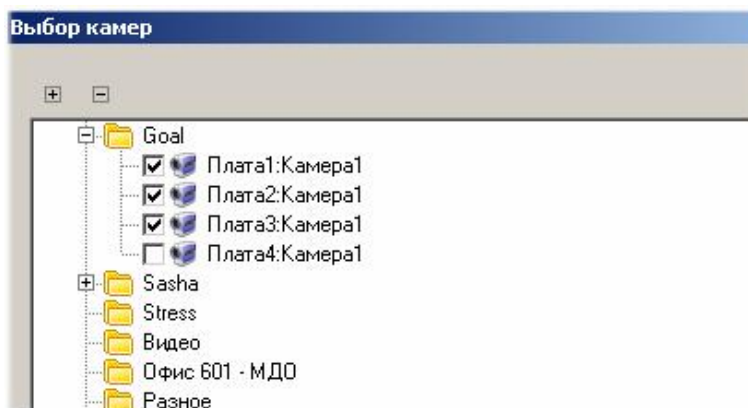 Выбор камер
Goal
Плата1:Камера1
Плата2:Камера1
Плата3:Камера1
Плата4:Камера1
Sasha
Stress
Видео
Офис 601 - МДО
Разное